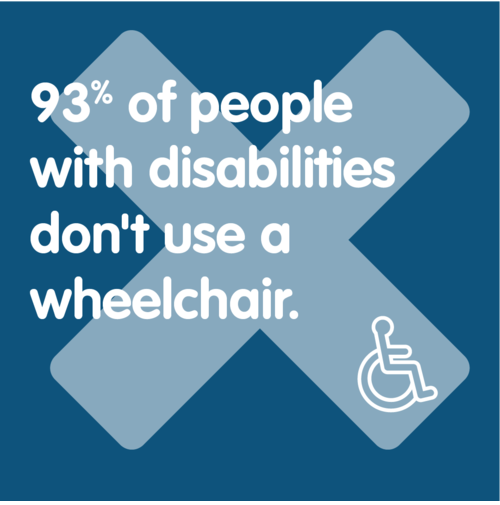 93% of people
with disabilities
don't use a
wheelchair.